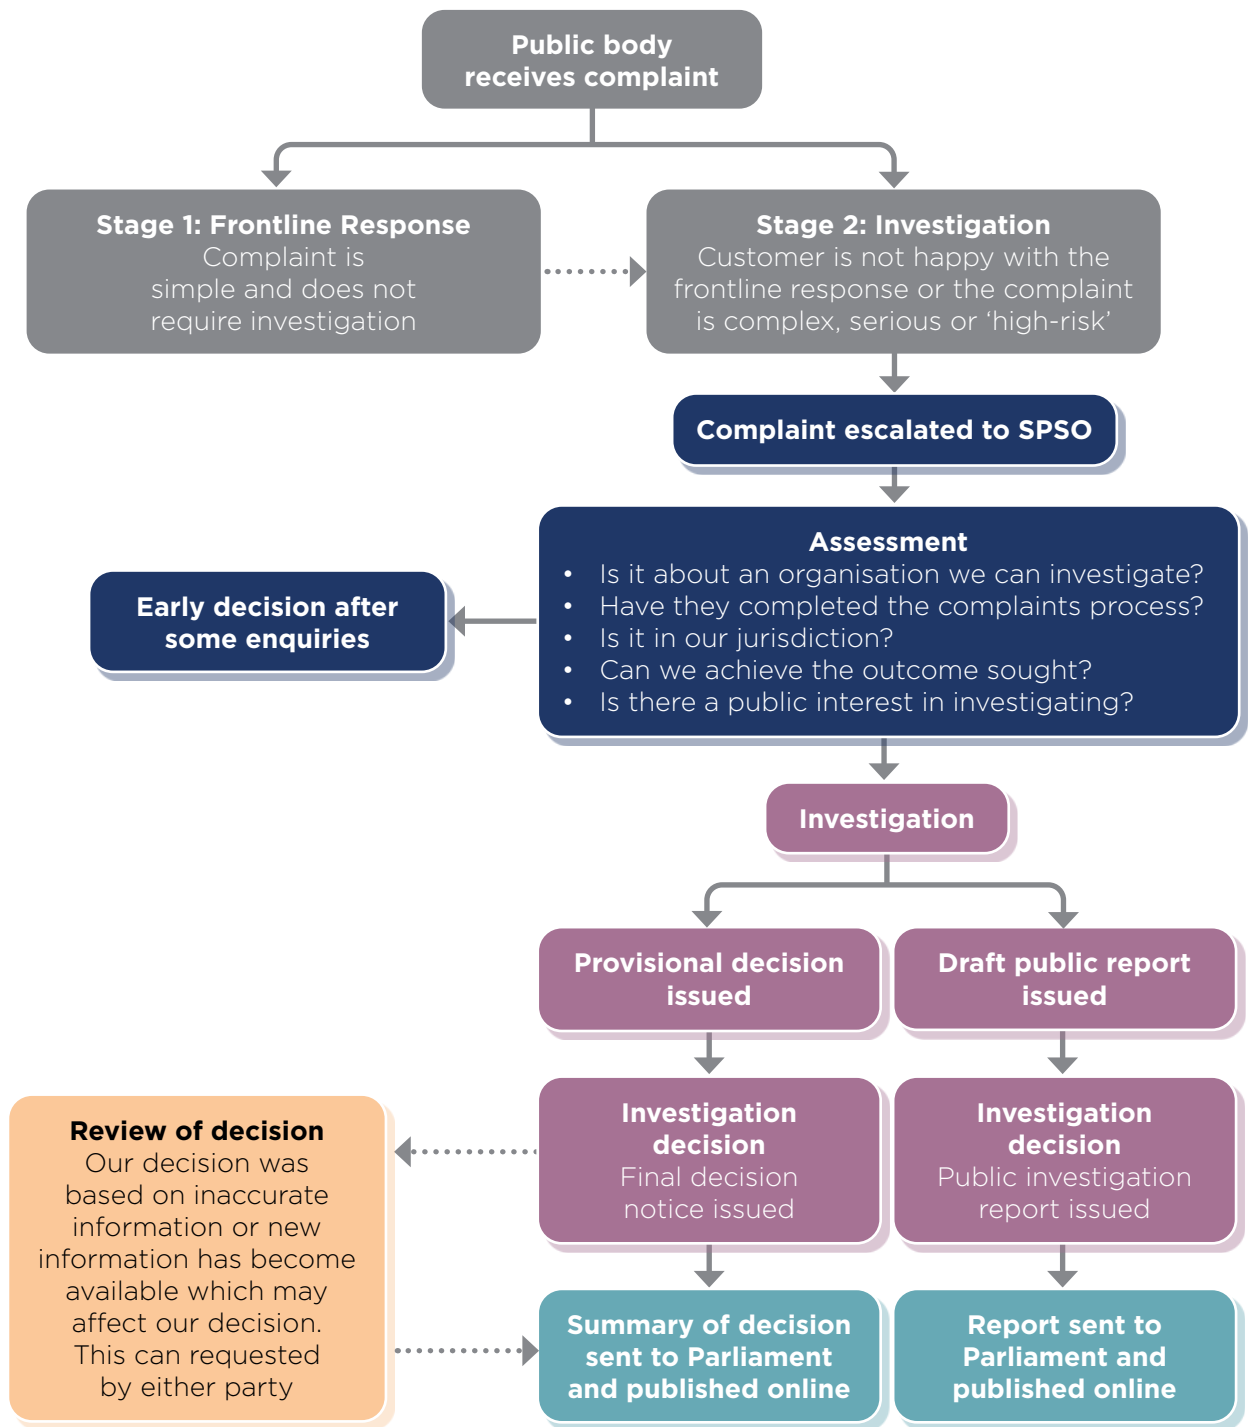 Public body
receives complaint
Stage 1: Frontline Response
Complaint is
simple and does not
require investigation
Stage 2: Investigation
Customer is not happy with the
frontline response or the complaint
is complex, serious or ‘high-risk’
Complaint escalated to SPSO
Assessment
• Is it about an organisation we can investigate?
• Have they completed the complaints process?
• Is it in our jurisdiction?
• Can we achieve the outcome sought?
• Is there a public interest in investigating?
Early decision after
some enquiries
Investigation
Provisional decision
issued
Draft public report
issued
Investigation
decision
Final decision
notice issued
Investigation
decision
Public investigation
report issued
Review of decision
Our decision was
based on inaccurate
information or new
information has become
available which may
affect our decision.
This can requested
by either party
Summary of decision
sent to Parliament
and published online
Report sent to
Parliament and
published online